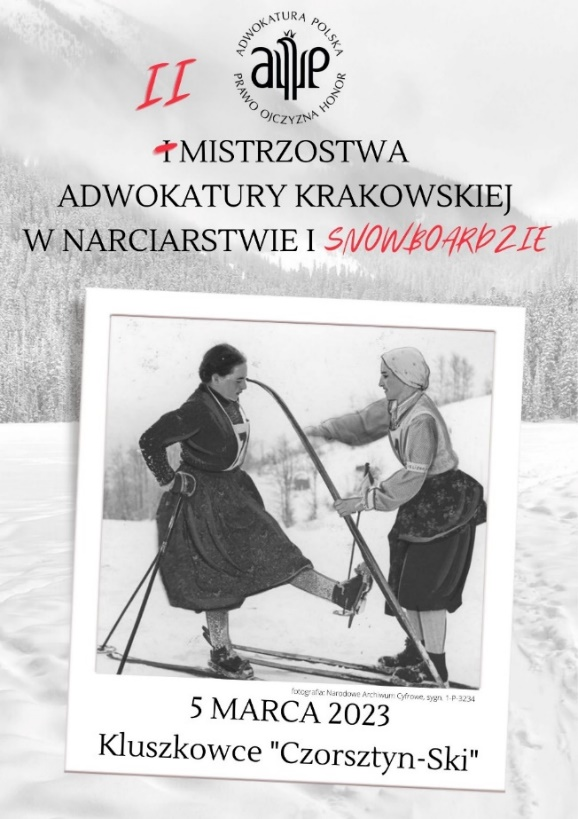 ADWOKATURA POLSKA
PRAWO OJCZYZNA HONOR
II
I MISTRZOSTWA
ADWOKATURY KRAKOWSKIEJ
W NARCIARSTWIE I SNOWBOARDZIE
7
fotografia: Narodowe Archiwum Cyfrowe, sygn. 1-P-3234
5 MARCA 2023
Kluszkowce "Czorsztyn-Ski"